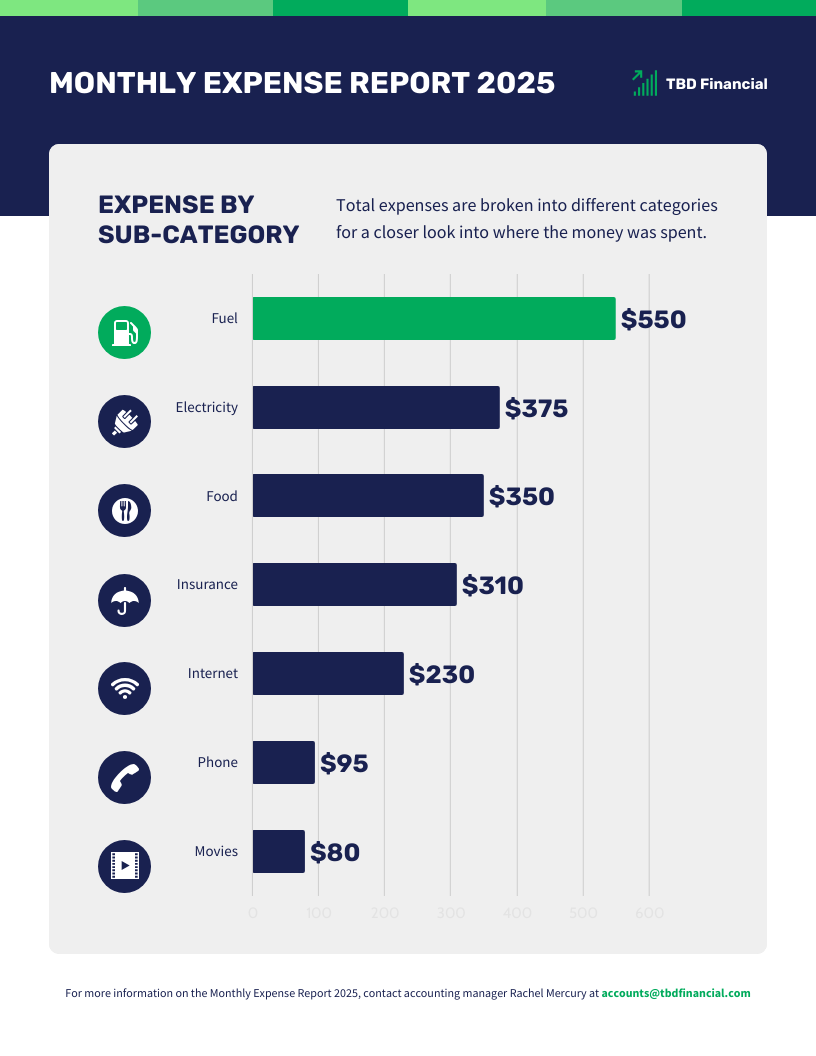 MONTHLY EXPENSE REPORT 2025
TBD Financial
EXPENSE BY
SUB-CATEGORY
Total expenses are broken into different categories
for a closer look into where the money was spent.
Fuel
$550
Electricity
$375
Food
$350
Insurance
$310
Internet
$230
Phone
$95
Movies
$80
0 100 200 300 400 500 600
For more information on the Monthly Expense Report 2025, contact accounting manager Rachel Mercury at accounts@tbdfinancial.com